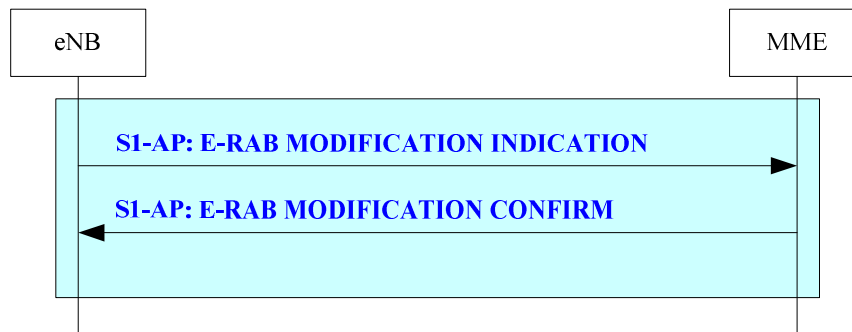 eNB
MME
S1-AP: E-RAB MODIFICATION INDICATION
S1-AP: E-RAB MODIFICATION CONFIRM